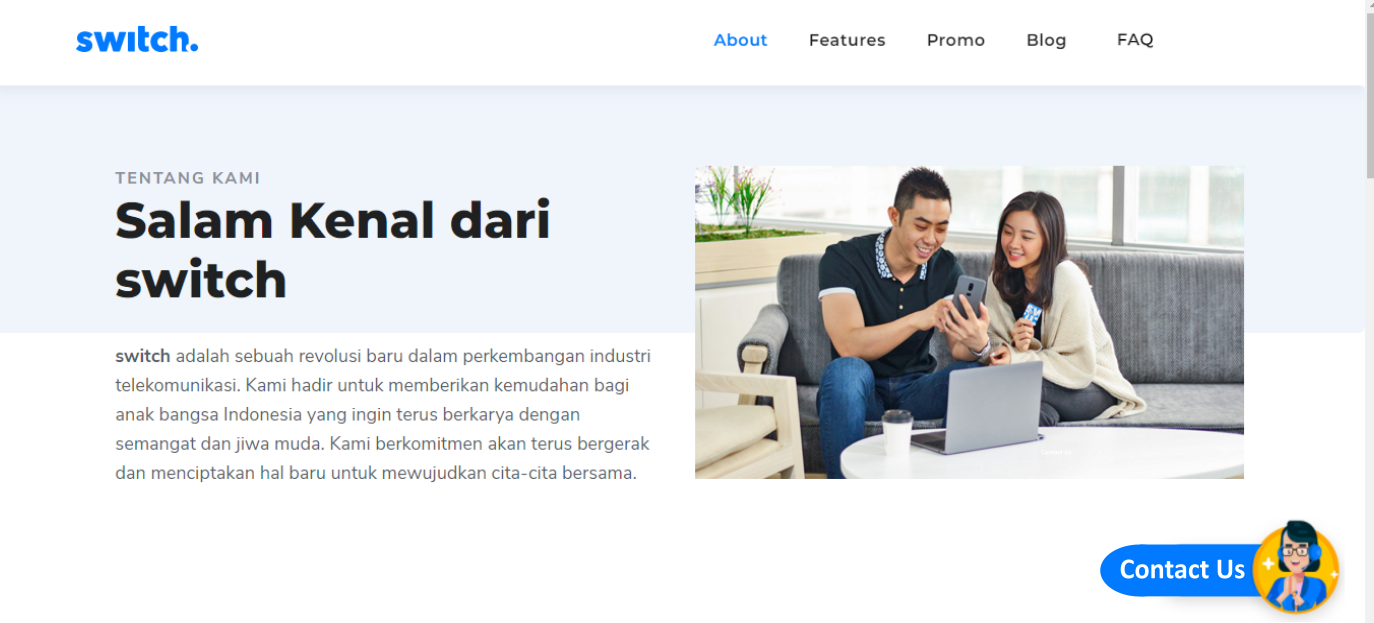 switch.
About Features Promo Blog FAQ
TENTANG KAMI
Salam Kenal dari
switch
switch adalah sebuah revolusi baru dalam perkembangan industri
telekomunikasi. Kami hadir untuk memberikan kemudahan bagi
anak bangsa Indonesia yang ingin terus berkarya dengan
semangat dan jiwa muda. Kami berkomitmen akan terus bergerak
dan menciptakan hal baru untuk mewujudkan cita-cita bersama.
Contact Us